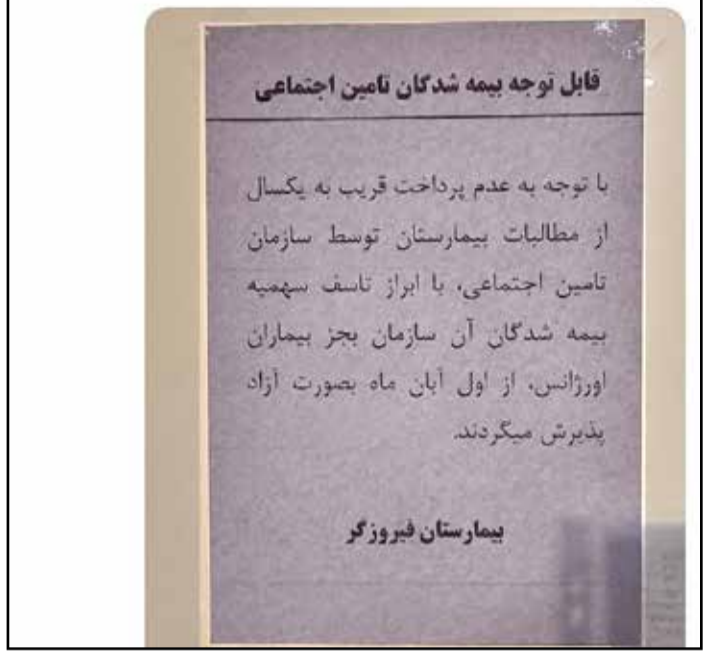 قابل توجه بیمه شدگان تامین اجتماعی
با توجه به عدم پرداخت قریب به یکسال
از مطالبات بیمارستان توسط سازمان
تامین اجتماعی، با ابراز تاسف سهمیه
بیمه شدگان آن سازمان بجز بیماران
اورژانس، از اول آبان ماه بصورت آزاد
پذیرش میگردند.
بیمارستان فیروزگر